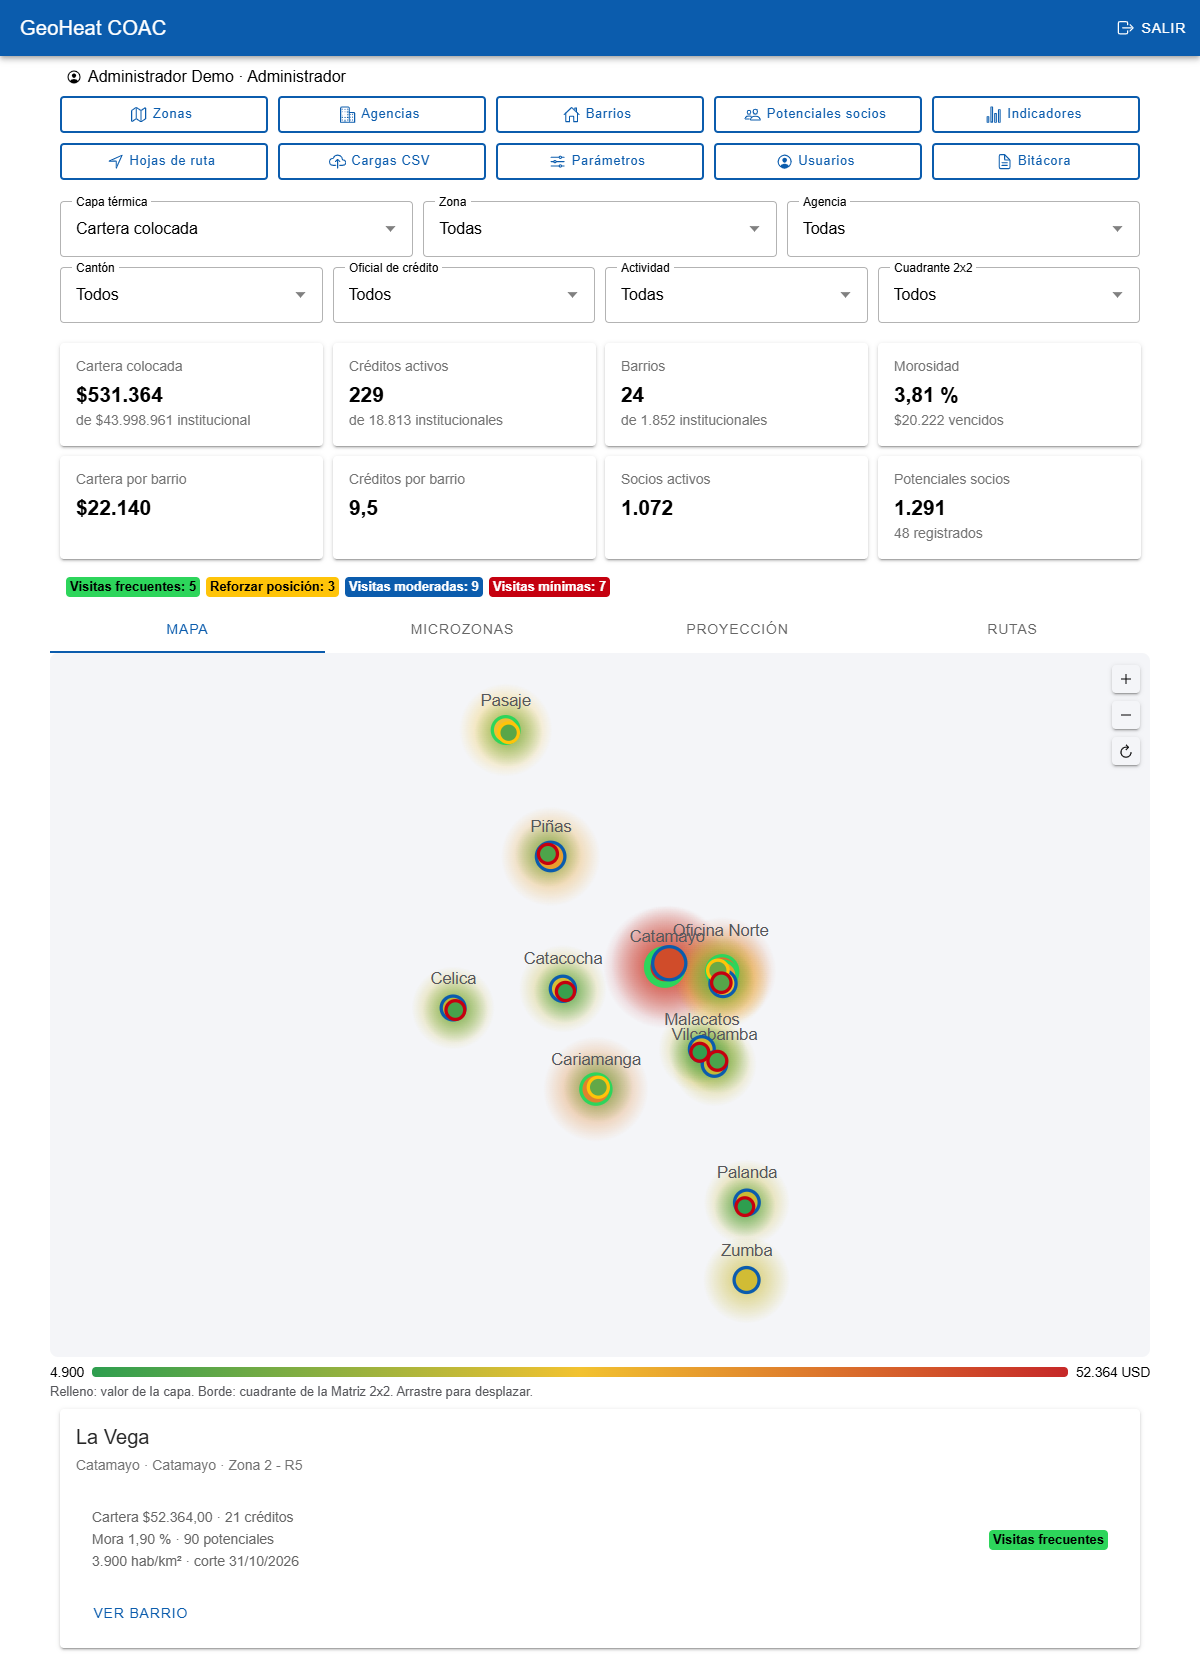 GeoHeat COAC
SALIR
Administrador Demo · Administrador
Zonas
Agencias
Barrios
Potenciales socios
Indicadores
Hojas de ruta
Cargas CSV
Parámetros
Usuarios
Bitácora
Capa térmica
Cartera colocada
Zona
Todas
Agencia
Todas
Cantón
Todos
Oficial de crédito
Todos
Actividad
Todas
Cuadrante 2x2
Todos
Cartera colocada
$531.364
de $43.998.961 institucional
Créditos activos
229
de 18.813 institucionales
Barrios
24
de 1.852 institucionales
Morosidad
3,81 %
$20.222 vencidos
Cartera por barrio
$22.140
Créditos por barrio
9,5
Socios activos
1.072
Potenciales socios
1.291
48 registrados
Visitas frecuentes: 5
Reforzar posición: 3
Visitas moderadas: 9
Visitas mínimas: 7
MAPA
MICROZONAS
PROYECCIÓN
RUTAS
Pasaje
Piñas
Oficina Norte
Catamayo
Catacocha
Celica
Malacatos
Vilcabamba
Cariamanga
Palanda
Zumba
4.900
52.364 USD
Relleno: valor de la capa. Borde: cuadrante de la Matriz 2x2. Arrastre para desplazar.
La Vega
Catamayo · Catamayo · Zona 2 - R5
Cartera $52.364,00 · 21 créditos
Mora 1,90 % · 90 potenciales
3.900 hab/km² · corte 31/10/2026
Visitas frecuentes
VER BARRIO